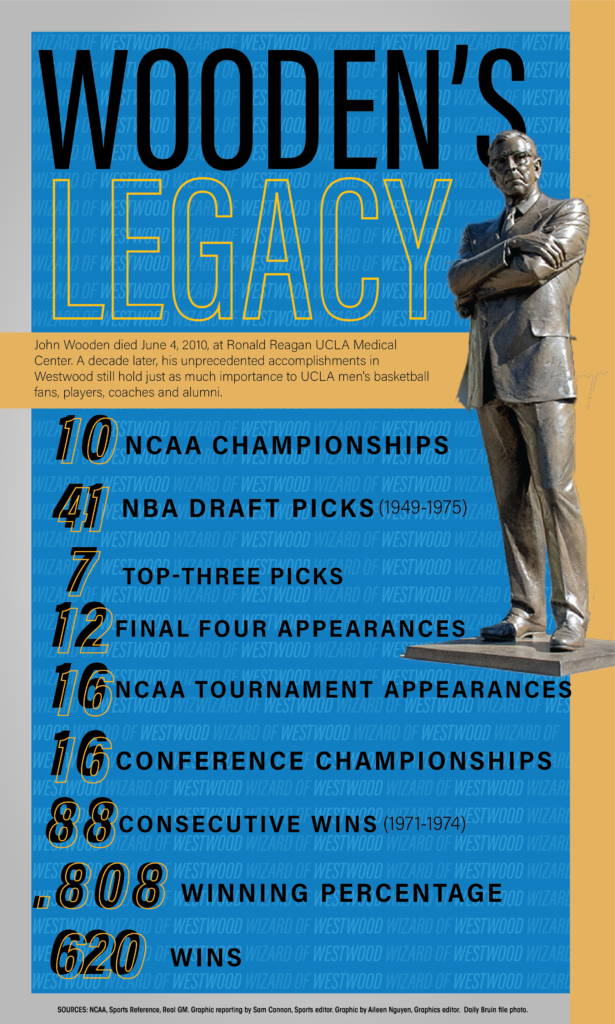 WOODEN'S
LEGACY
John Wooden died June 4, 2010, at Ronald Reagan UCLA Medical
Center. A decade later, his unprecedented accomplishments in
Westwood still hold just as much importance to UCLA men's basketball
fans, players, coaches and alumni.
10 NCAA CHAMPIONSHIPS
41 NBA DRAFT PICKS (1949-1975)
7 TOP-THREE PICKS
12 FINAL FOUR APPEARANCES
16 NCAA TOURNAMENT APPEARANCES
16 CONFERENCE CHAMPIONSHIPS
88 CONSECUTIVE WINS (1971-1974)
.808 WINNING PERCENTAGE
620 WINS
SOURCES: NCAA, Sports Reference, Real GM. Graphic reporting by Sam Connon, Sports editor. Graphic by Aileen Nguyen, Graphics editor. Daily Bruin file photo.